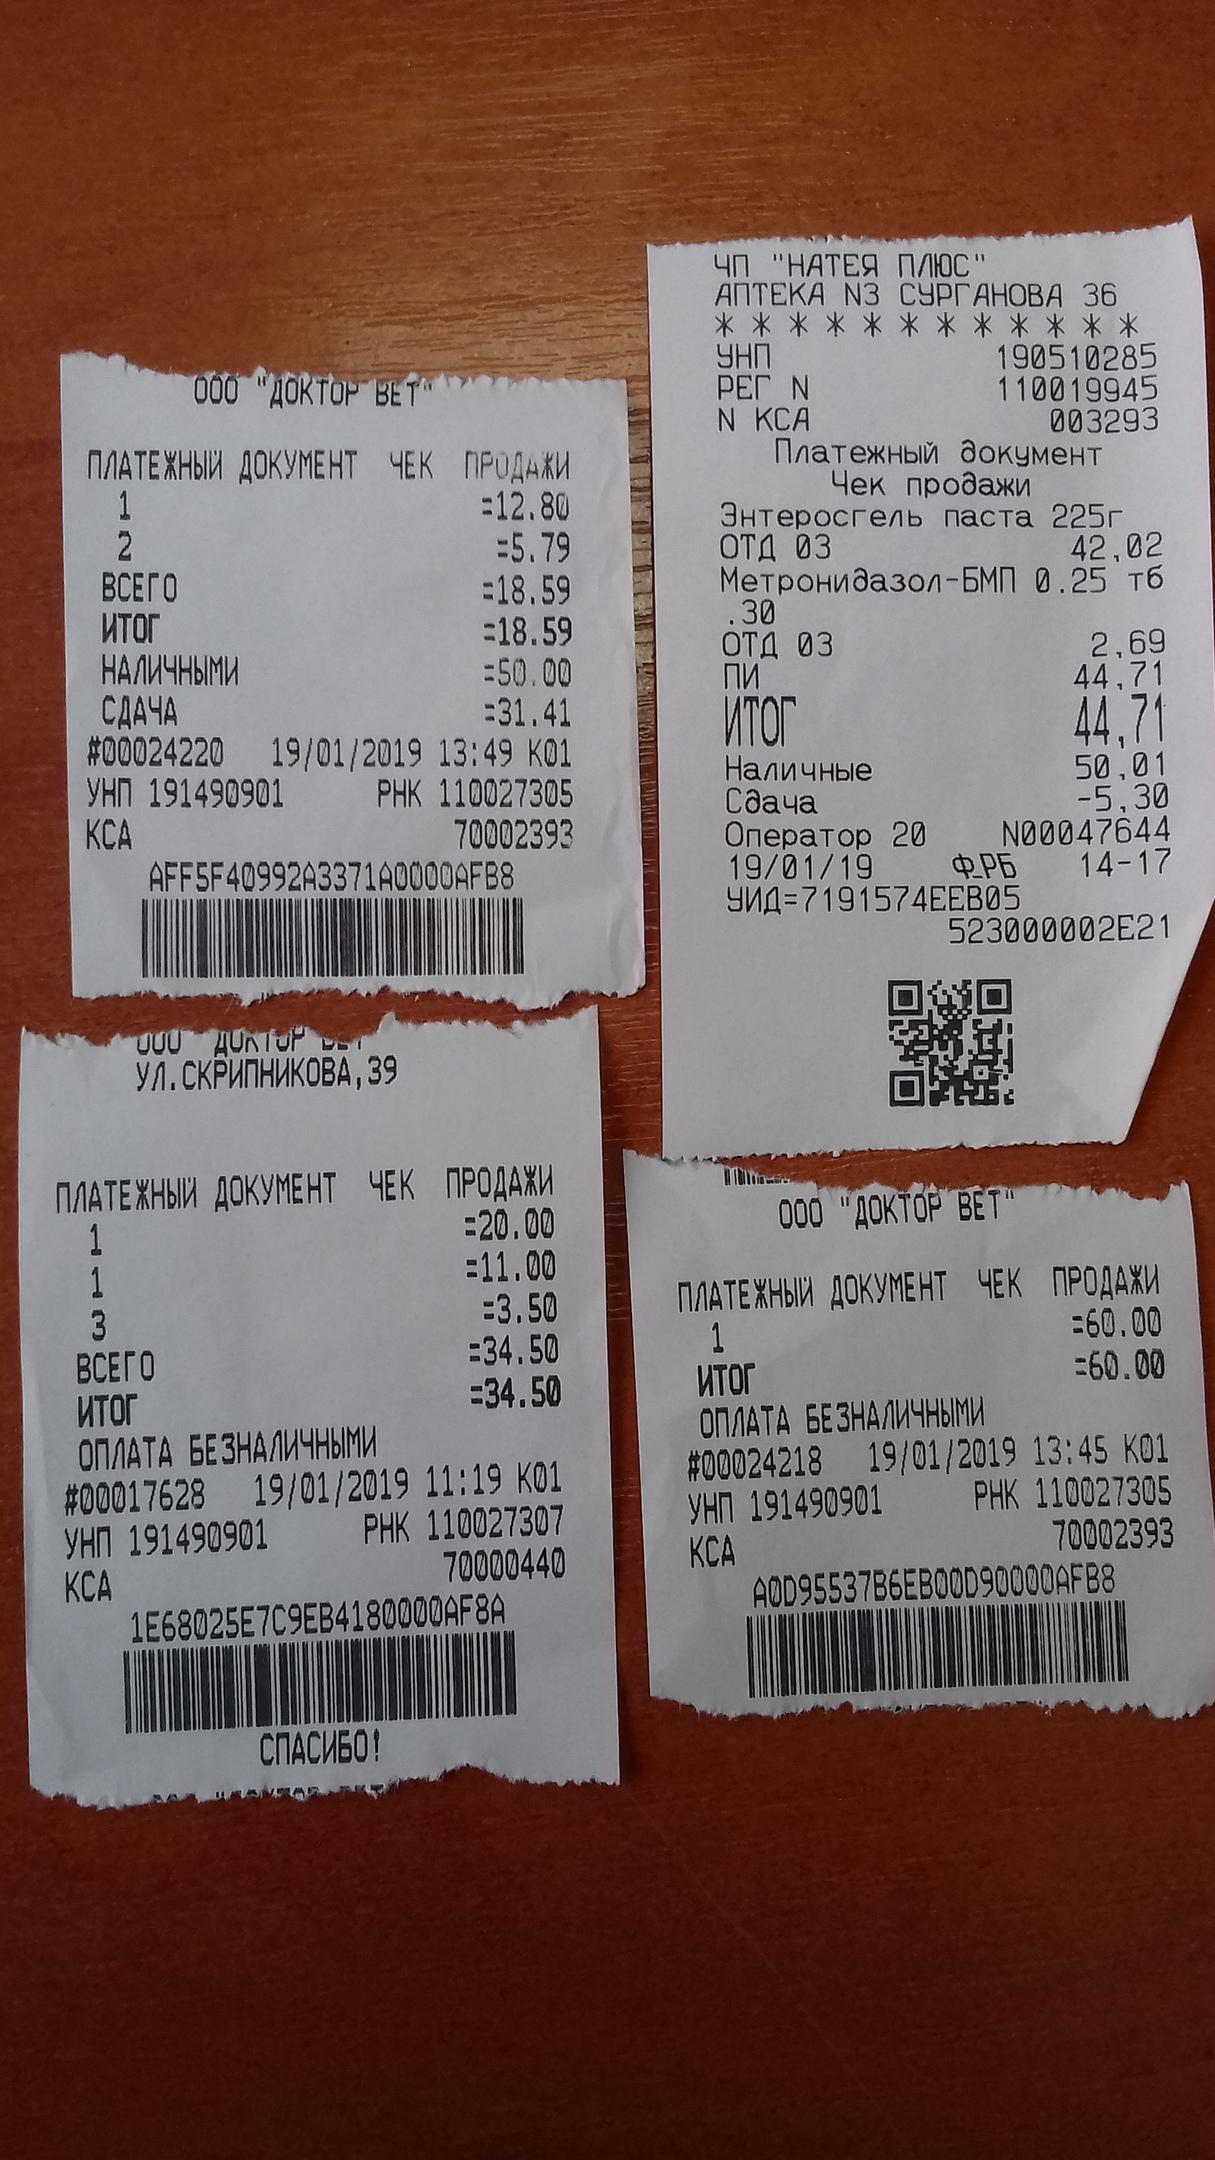 ООО "ДОКТОР ВЕТ"
ПЛАТЕЖНЫЙ ДОКУМЕНТ ЧЕК ПРОДАЖИ
1 =12.80
2 =5.79
ВСЕГО =18.59
ИТОГ =18.59
НАЛИЧНЫМИ =50.00
СДАЧА =31.41
#00024220 19/01/2019 13:49 К01
УНП 191490901 РНК 110027305
КСА 70002393
AFF5F40992A3371A0000AFB8
ЧП "НАТЕЯ ПЛЮС"
АПТЕКА N3 СУРГАНОВА 36
* * * * * * * * * * * *
УНП 190510285
РЕГ N 110019945
N КСА 003293
Платежный документ
Чек продажи
Энтеросгель паста 225г
ОТД 03 42,02
Метронидазол-БМП 0.25 тб
.30
ОТД 03 2,69
ПИ 44,71
ИТОГ 44,71
Наличные 50,01
Сдача -5,30
Оператор 20 N00047644
19/01/19 Ф_РБ 14-17
УИД=7191574EEB05
523000002E21
ООО "ДОКТОР ВЕТ"
УЛ.СКРИПНИКОВА,39
ПЛАТЕЖНЫЙ ДОКУМЕНТ ЧЕК ПРОДАЖИ
1 =20.00
1 =11.00
3 =3.50
ВСЕГО =34.50
ИТОГ =34.50
ОПЛАТА БЕЗНАЛИЧНЫМИ
#00017628 19/01/2019 11:19 К01
УНП 191490901 РНК 110027307
КСА 70000440
1E68025E7C9EB4180000AF8A
СПАСИБО!
ООО "ДОКТОР ВЕТ"
ПЛАТЕЖНЫЙ ДОКУМЕНТ ЧЕК ПРОДАЖИ
1 =60.00
ИТОГ =60.00
ОПЛАТА БЕЗНАЛИЧНЫМИ
#00024218 19/01/2019 13:45 К01
УНП 191490901 РНК 110027305
КСА 70002393
A0D95537B6EB00D90000AFB8